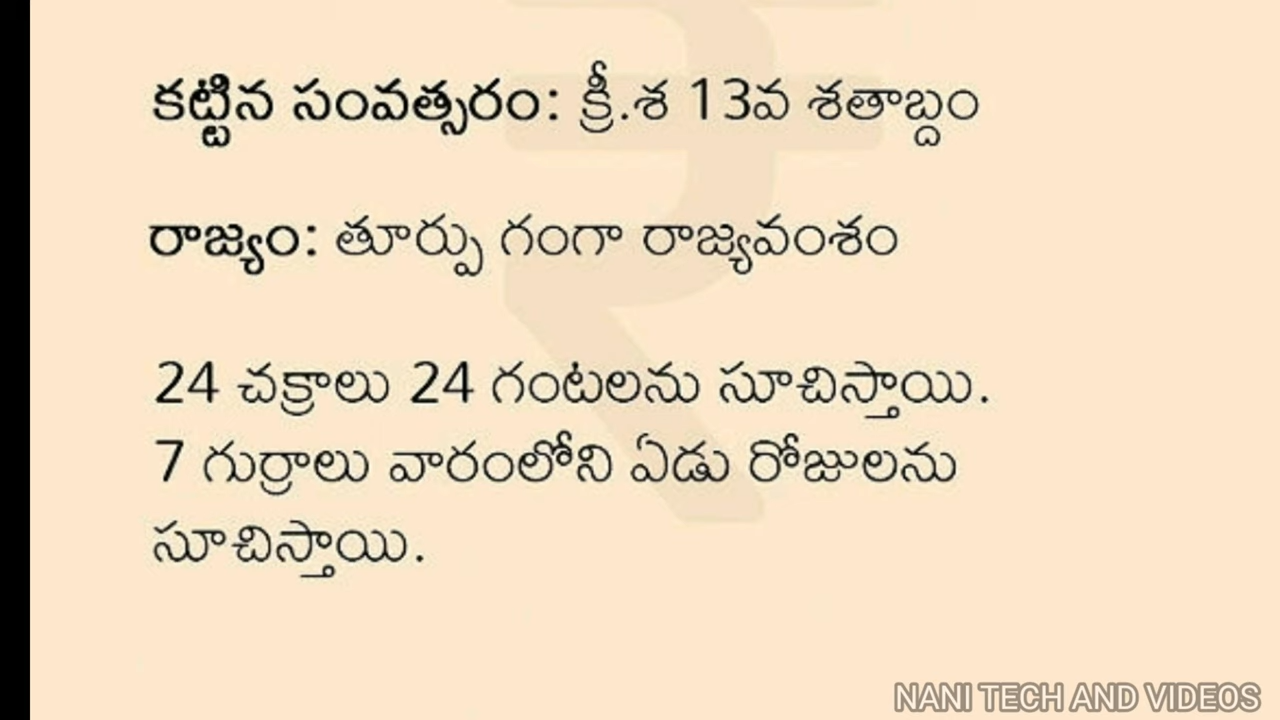 కట్టిన సంవత్సరం: క్రీ.శ 13వ శతాబ్దం
రాజ్యం: తూర్పు గంగా రాజ్యవంశం
24 చక్రాలు 24 గంటలను సూచిస్తాయి.
7 గుర్రాలు వారంలోని ఏడు రోజులను
సూచిస్తాయి.
NANI TECH AND VIDEOS